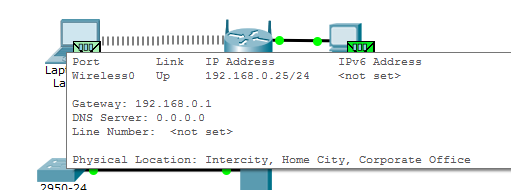 Port Link IP Address IPv6 Address
Wireless0 Up 192.168.0.25/24 <not set>
Gateway: 192.168.0.1
DNS Server: 0.0.0.0
Line Number: <not set>
Physical Location: Intercity, Home City, Corporate Office
2950-24